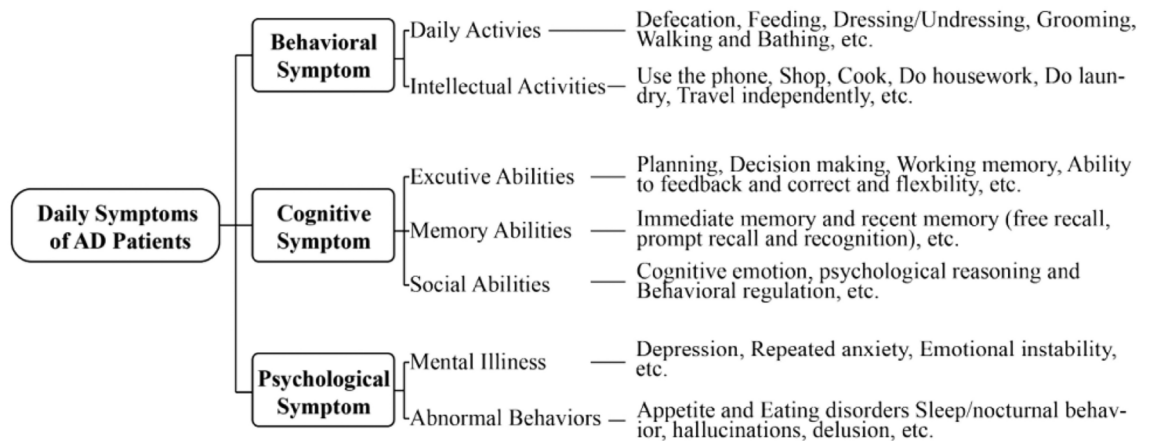 Daily Symptoms
of AD Patients
Behavioral
Symptom
Daily Activies
Defecation, Feeding, Dressing/Undressing, Grooming,
Walking and Bathing, etc.
Intellectual Activities
Use the phone, Shop, Cook, Do housework, Do laun-
dry, Travel independently, etc.
Cognitive
Symptom
Excutive Abilities
Planning, Decision making, Working memory, Ability
to feedback and correct and flexbility, etc.
Memory Abilities
Immediate memory and recent memory (free recall,
prompt recall and recognition), etc.
Social Abilities
Cognitive emotion, psychological reasoning and
Behavioral regulation, etc.
Psychological
Symptom
Mental Illiness
Depression, Repeated anxiety, Emotional instability,
etc.
Abnormal Behaviors
Appetite and Eating disorders Sleep/nocturnal behav-
ior, hallucinations, delusion, etc.